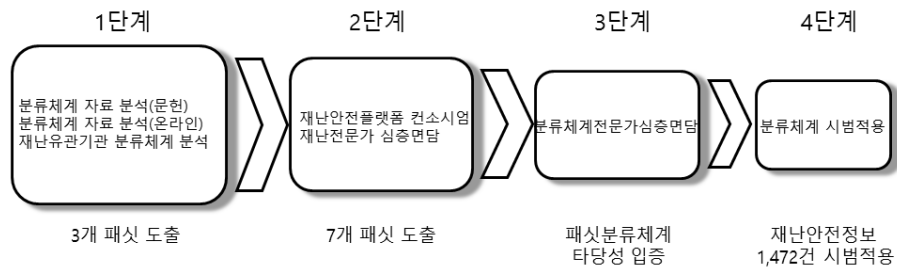 1단계
2단계
3단계
4단계
분류체계 자료 분석(문헌)
분류체계 자료 분석(온라인)
재난유관기관 분류체계 분석
재난안전플랫폼 컨소시엄
재난전문가 심층면담
분류체계전문가심층면담
분류체계 시범적용
3개 패싯 도출
7개 패싯 도출
패싯분류체계
타당성 입증
재난안전정보
1,472건 시범적용